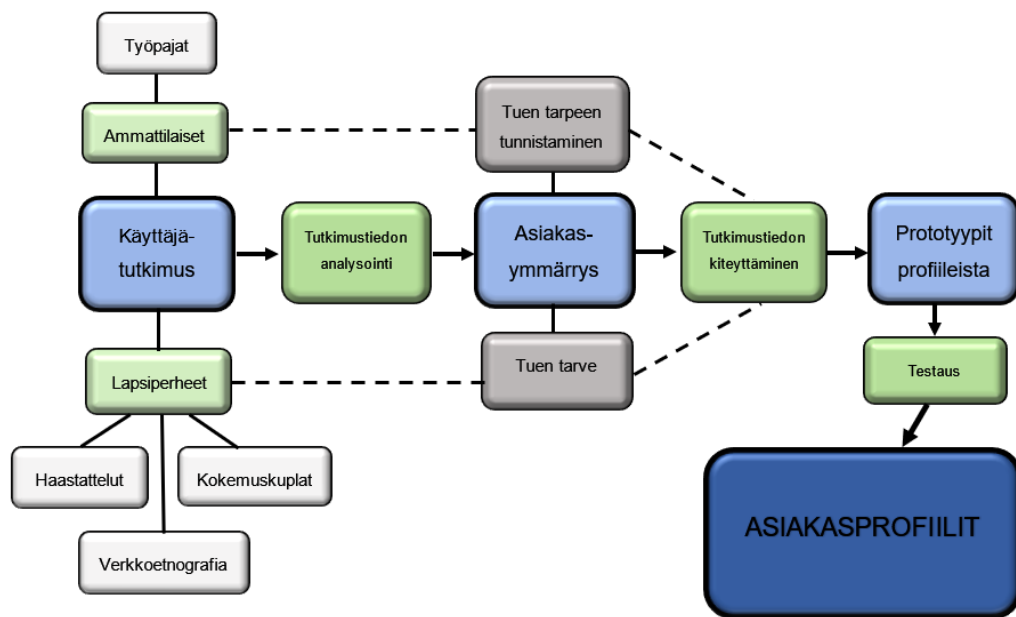 Työpajat
Ammattilaiset
Tuen tarpeen
tunnistaminen
Käyttäjä-
tutkimus
Tutkimustiedon
analysointi
Asiakas-
ymmärrys
Tutkimustiedon
kiteyttäminen
Prototyypit
profiileista
Lapsiperheet
Tuen tarve
Testaus
Haastattelut
Kokemuskuplat
Verkkoetnografia
ASIAKASPROFIILIT